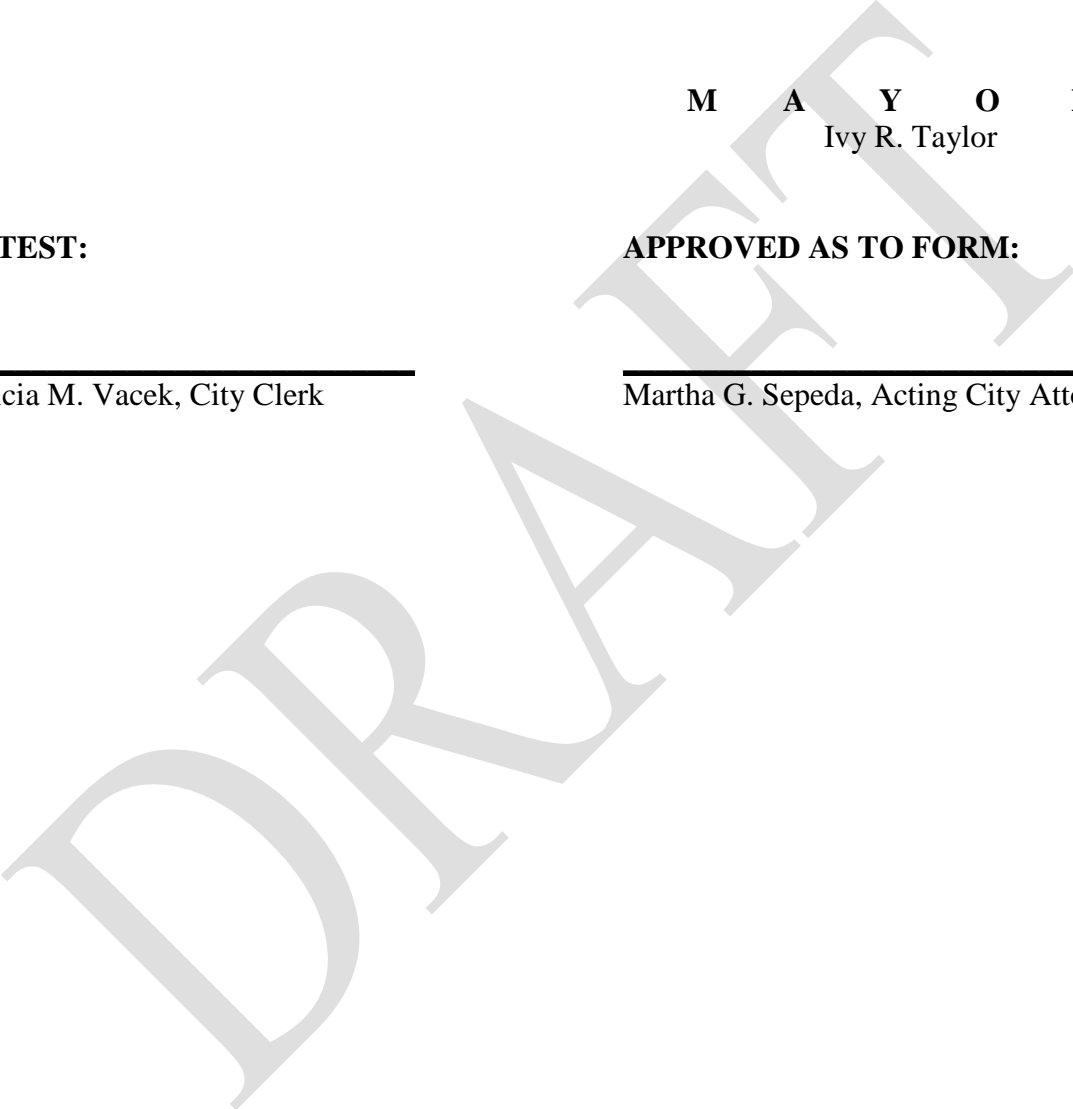 M A Y O
Ivy R. Taylor
TEST: APPROVED AS TO FORM:
cia M. Vacek, City Clerk Martha G. Sepeda, Acting City Att
DRAFT